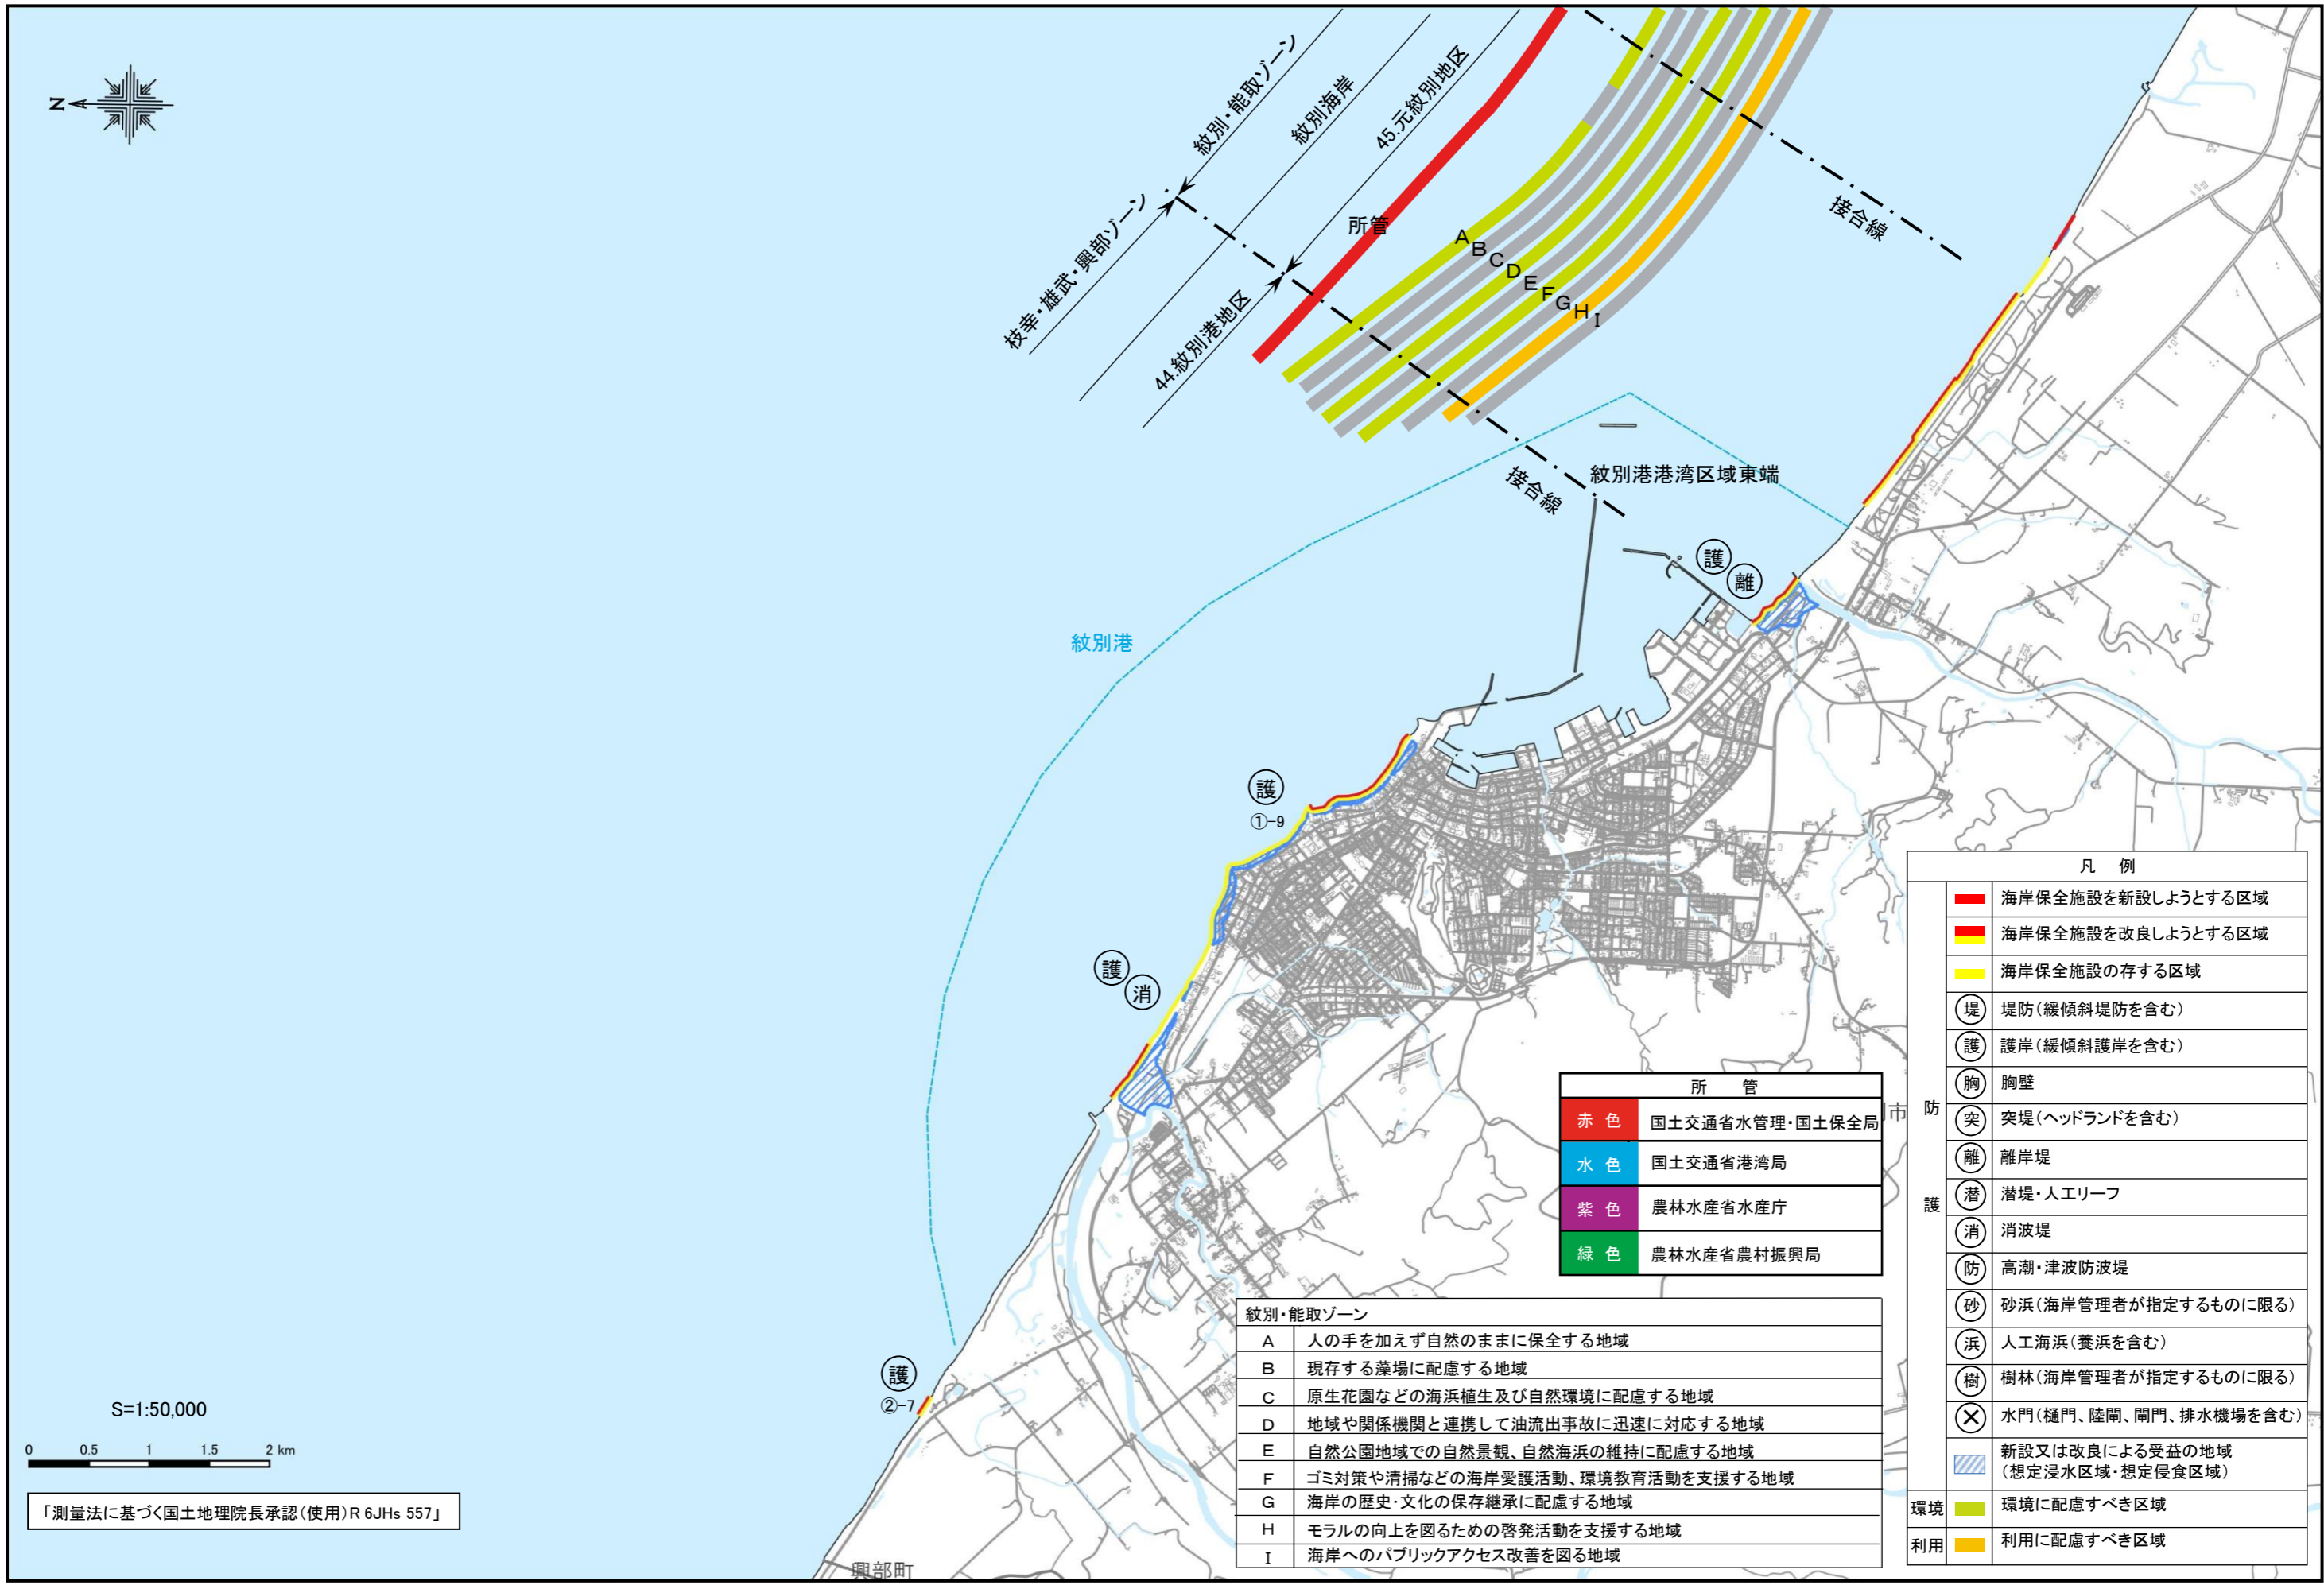 N
紋別・能取ゾーン
紋別海岸
45.元紋別地区
枝幸・雄武・興部ゾーン
44.紋別港地区
所管
A
B
C
D
E
F
G
H
I
接合線
接合線
紋別港港湾区域東端
護
離
紋別港
護
①-9
護
消
護
②-7
S=1:50,000
0 0.5 1 1.5 2 km
「測量法に基づく国土地理院長承認(使用)R 6JHs 557」
興部町
市
所 管
赤 色 国土交通省水管理・国土保全局
水 色 国土交通省港湾局
紫 色 農林水産省水産庁
緑 色 農林水産省農村振興局
紋別・能取ゾーン
A 人の手を加えず自然のままに保全する地域
B 現存する藻場に配慮する地域
C 原生花園などの海浜植生及び自然環境に配慮する地域
D 地域や関係機関と連携して油流出事故に迅速に対応する地域
E 自然公園地域での自然景観、自然海浜の維持に配慮する地域
F ゴミ対策や清掃などの海岸愛護活動、環境教育活動を支援する地域
G 海岸の歴史・文化の保存継承に配慮する地域
H モラルの向上を図るための啓発活動を支援する地域
I 海岸へのパブリックアクセス改善を図る地域
凡 例
防 護
海岸保全施設を新設しようとする区域
海岸保全施設を改良しようとする区域
海岸保全施設の存する区域
堤 堤防(緩傾斜堤防を含む)
護 護岸(緩傾斜護岸を含む)
胸 胸壁
突 突堤(ヘッドランドを含む)
離 離岸堤
潜 潜堤・人工リーフ
消 消波堤
防 高潮・津波防波堤
砂 砂浜(海岸管理者が指定するものに限る)
浜 人工海浜(養浜を含む)
樹 樹林(海岸管理者が指定するものに限る)
水門(樋門、陸閘、閘門、排水機場を含む)
新設又は改良による受益の地域
(想定浸水区域・想定侵食区域)
環境 環境に配慮すべき区域
利用 利用に配慮すべき区域